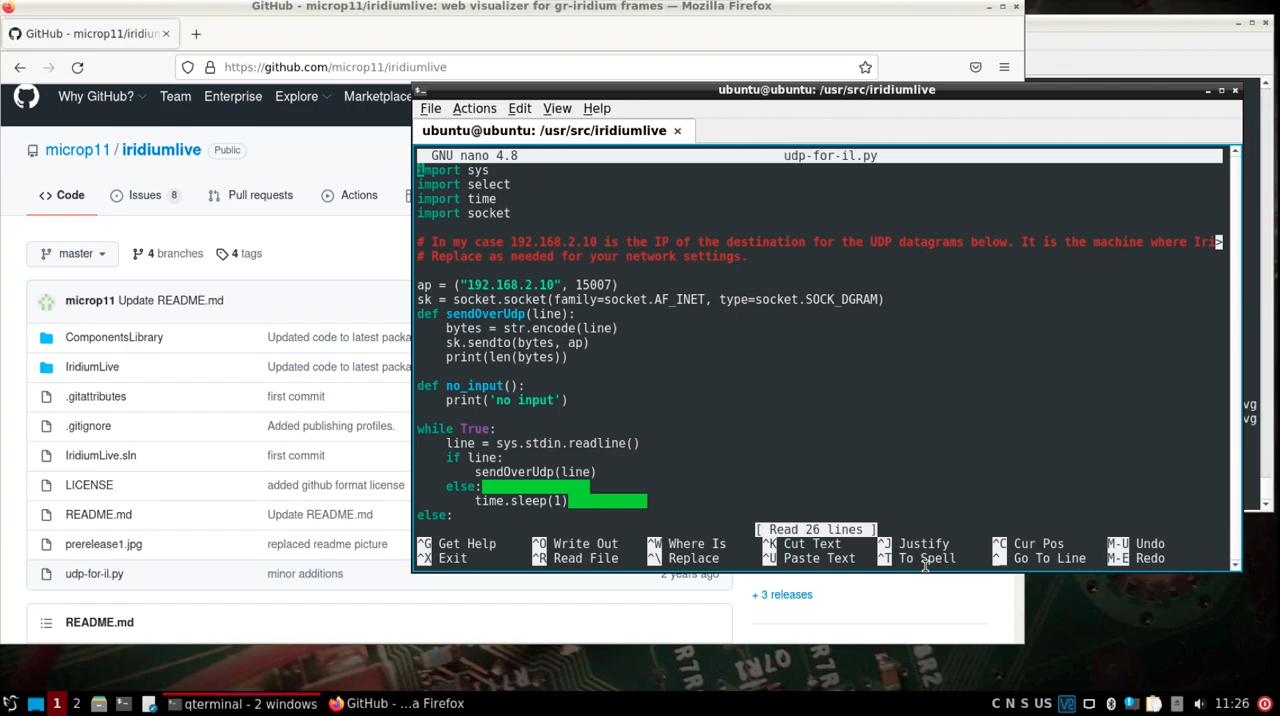 GitHub - microp11/iridiumlive: web visualizer for gr-iridium frames — Mozilla Firefox
GitHub - microp11/iridium
https://github.com/microp11/iridiumlive
Why GitHub? Team Enterprise Explore Marketplace
microp11 / iridiumlive Public
Code Issues 8 Pull requests Actions
master 4 branches 4 tags
microp11 Update README.md
ComponentsLibrary Updated code to latest packa
IridiumLive Updated code to latest packa
.gitattributes first commit
.gitignore Added publishing profiles.
IridiumLive.sln first commit
LICENSE added github format license
README.md Update README.md
prerelease1.jpg updated readme picture
udp-for-il.py minor additions 2 years ago
README.md
+ 3 releases
ubuntu@ubuntu: /usr/src/iridiumlive
File Actions Edit View Help
ubuntu@ubuntu: /usr/src/iridiumlive
GNU nano 4.8 udp-for-il.py
import sys
import select
import time
import socket
# In my case 192.168.2.10 is the IP of the destination for the UDP datagrams below. It is the machine where Iri>
# Replace as needed for your network settings.
ap = ("192.168.2.10", 15007)
sk = socket.socket(family=socket.AF_INET, type=socket.SOCK_DGRAM)
def sendOverUdp(line):
bytes = str.encode(line)
sk.sendto(bytes, ap)
print(len(bytes))
def no_input():
print('no input')
while True:
line = sys.stdin.readline()
if line:
sendOverUdp(line)
else:
time.sleep(1)
else:
[ Read 26 lines ]
^G Get Help ^O Write Out ^W Where Is ^K Cut Text ^J Justify ^C Cur Pos M-U Undo
^X Exit ^R Read File ^\ Replace ^U Paste Text ^T To Spell ^_ Go To Line M-E Redo
vg
vg
1 2 qterminal - 2 windows GitHub - ...a Firefox C N S US 11:26